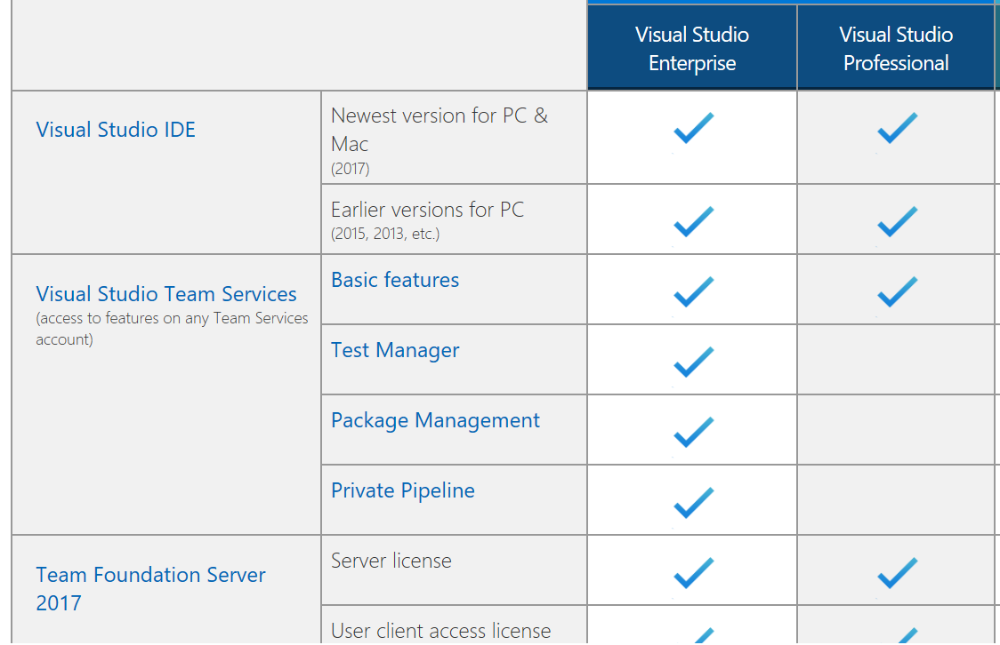 Visual Studio
Enterprise
Visual Studio
Professional
Visual Studio IDE
Newest version for PC &
Mac
(2017)
Earlier versions for PC
(2015, 2013, etc.)
Visual Studio Team Services
(access to features on any Team Services
account)
Basic features
Test Manager
Package Management
Private Pipeline
Team Foundation Server
2017
Server license
User client access license